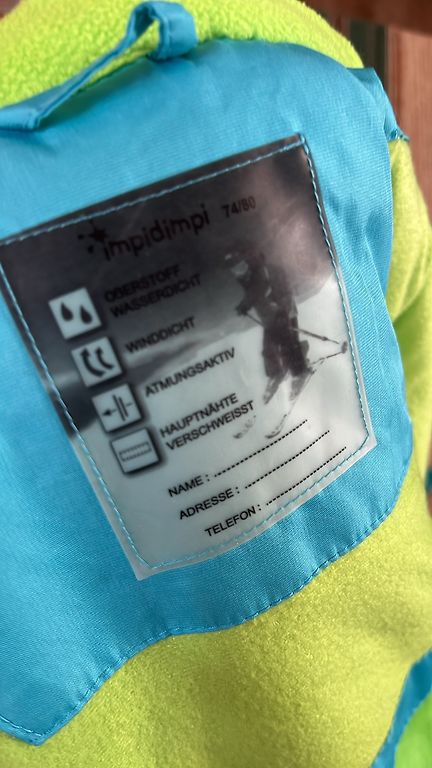 impidimpi 74/80
OBERSTOFF
WASSERDICHT
WINDDICHT
ATMUNGSAKTIV
HAUPTNÄHTE
VERSCHWEISST
NAME :
ADRESSE :
TELEFON :